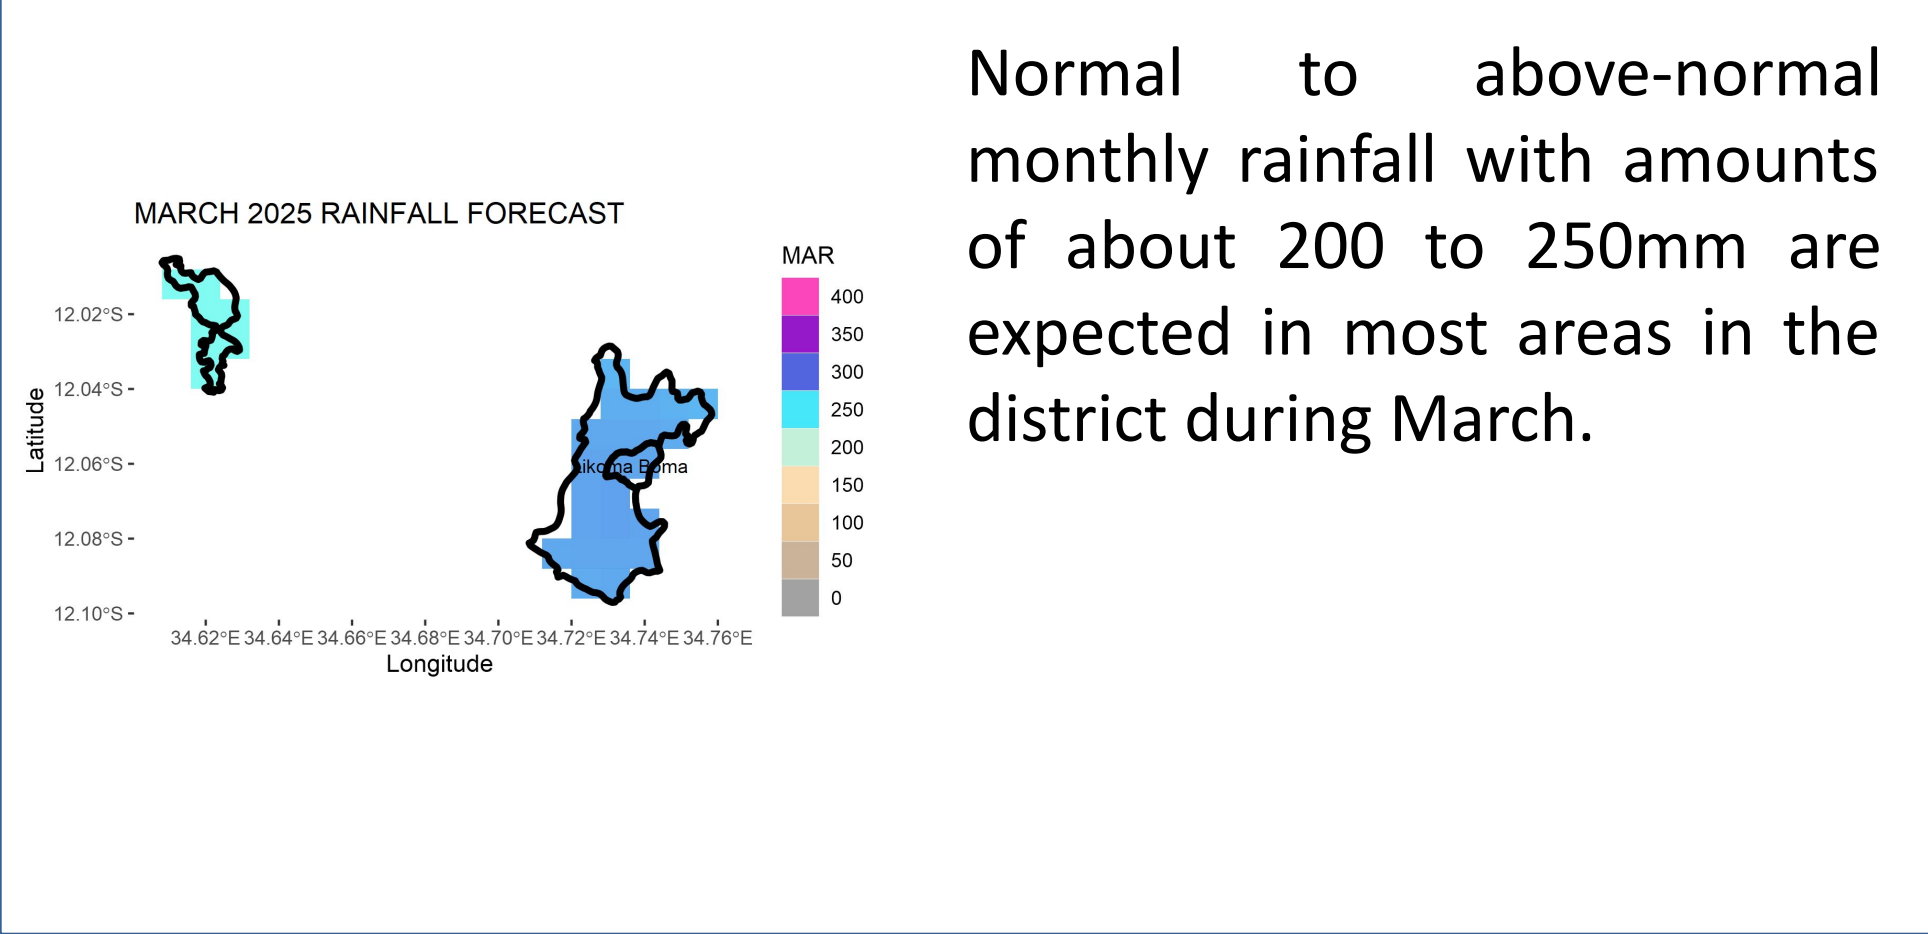 MARCH 2025 RAINFALL FORECAST
MAR
400
350
300
250
200
150
100
50
0
Latitude
12.02°S
12.04°S
12.06°S
12.08°S
12.10°S
Likoma Boma
34.62°E 34.64°E 34.66°E 34.68°E 34.70°E 34.72°E 34.74°E 34.76°E
Longitude
Normal to above-normal
monthly rainfall with amounts
of about 200 to 250mm are
expected in most areas in the
district during March.